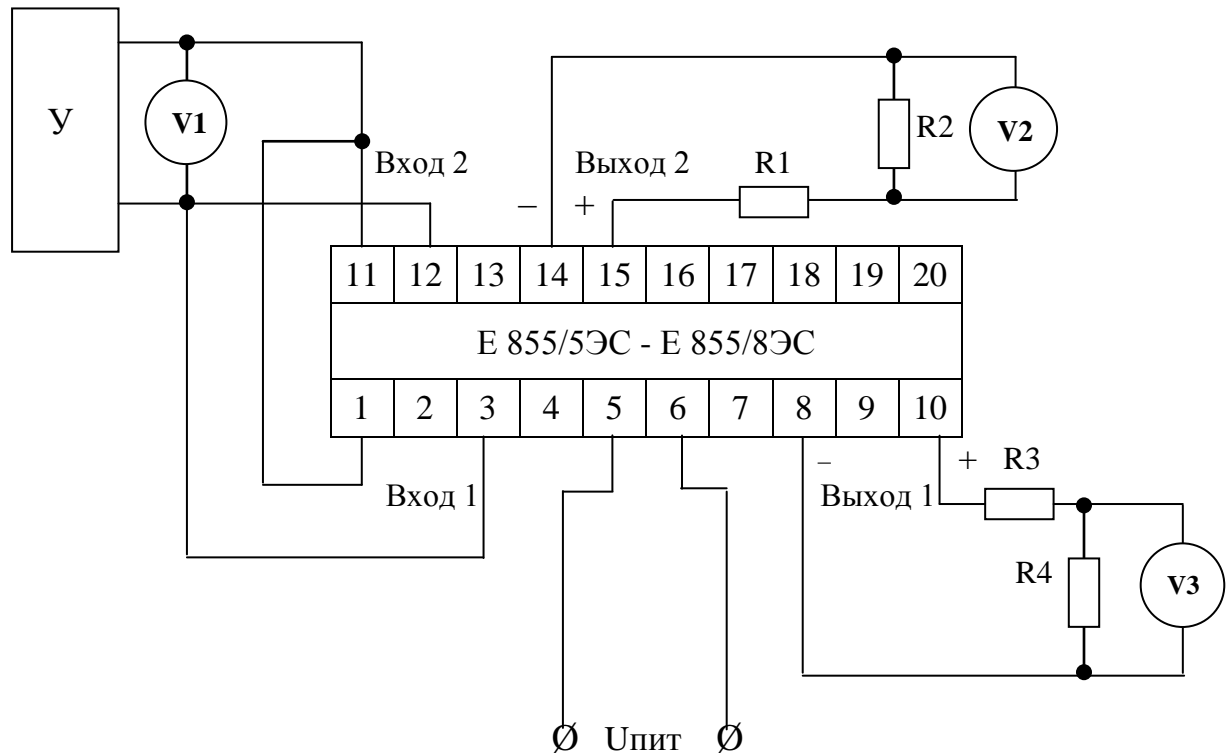 У
V1
Вход 2
Выход 2
R1
R2
V2
– +
11 12 13 14 15 16 17 18 19 20
Е 855/5ЭС - Е 855/8ЭС
1 2 3 4 5 6 7 8 9 10
Вход 1
– + R3
Выход 1
R4
V3
Ø Uпит Ø